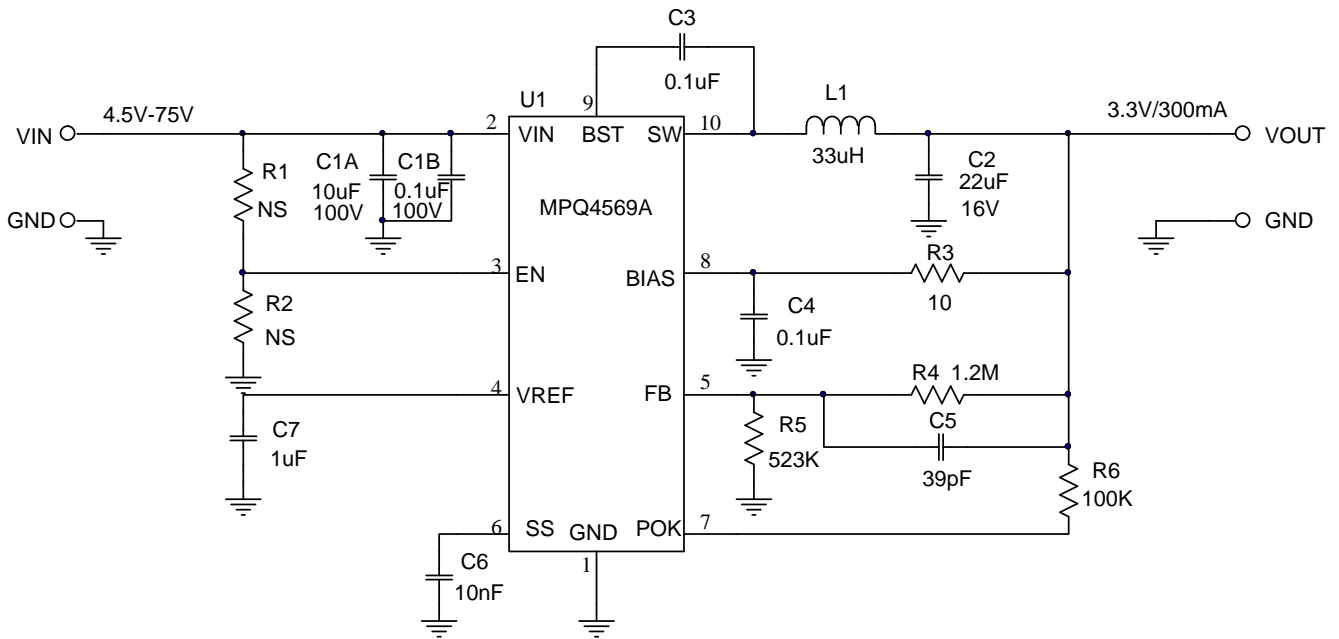 C3
0.1uF
U1
9
L1
4.5V-75V
3.3V/300mA
VIN
2
VIN
BST
SW
10
33uH
VOUT
R1
NS
C1A
10uF
100V
C1B
0.1uF
100V
MPQ4569A
C2
22uF
16V
GND
GND
3
EN
BIAS
8
R3
10
R2
NS
C4
0.1uF
4
VREF
FB
5
R4 1.2M
C7
1uF
R5
523K
C5
39pF
R6
100K
6
SS
GND
POK
7
1
C6
10nF